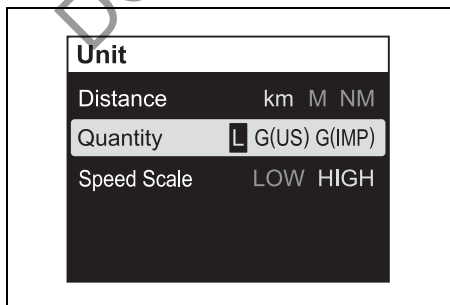 Unit
Distance km M NM
Quantity L G(US) G(IMP)
Speed Scale LOW HIGH